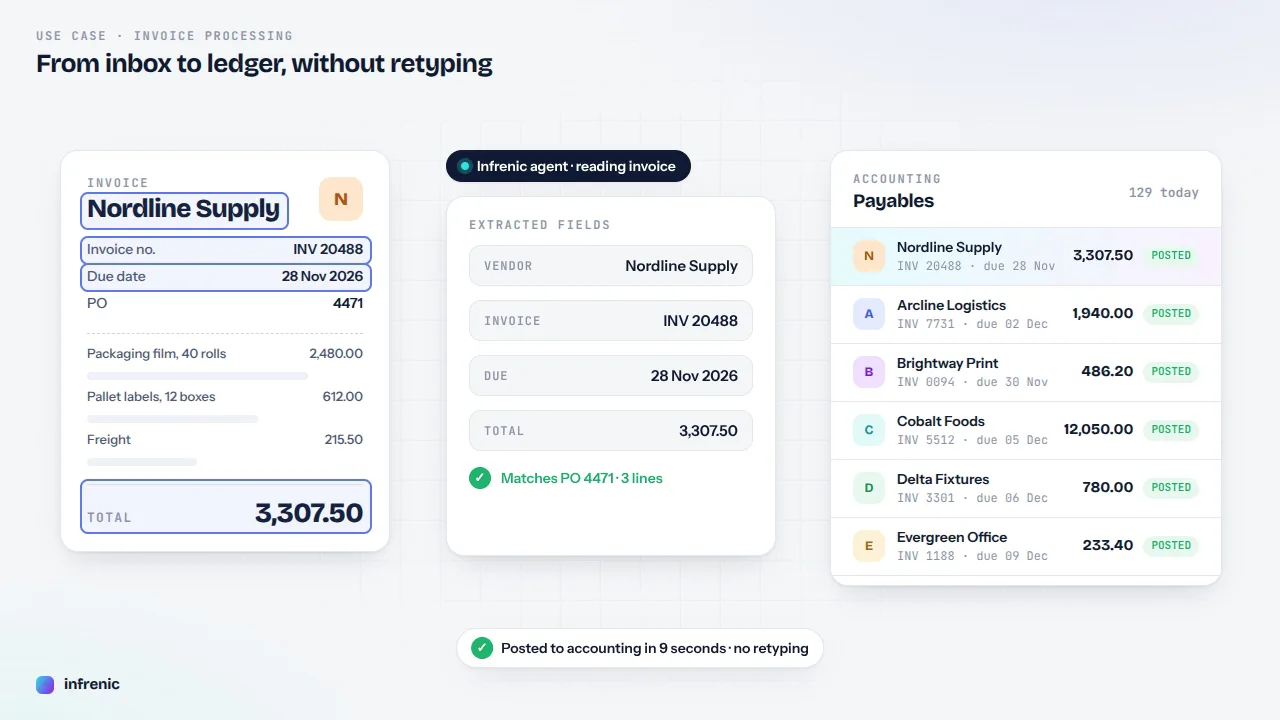 USE CASE · INVOICE PROCESSING
From inbox to ledger, without retyping
INVOICE
Nordline Supply
N
Invoice no. INV 20488
Due date 28 Nov 2026
PO 4471
Packaging film, 40 rolls 2,480.00
Pallet labels, 12 boxes 612.00
Freight 215.50
TOTAL 3,307.50
Infrenic agent · reading invoice
EXTRACTED FIELDS
VENDOR Nordline Supply
INVOICE INV 20488
DUE 28 Nov 2026
TOTAL 3,307.50
✓ Matches PO 4471 · 3 lines
ACCOUNTING
Payables
129 today
N Nordline Supply 3,307.50 POSTED
INV 20488 · due 28 Nov
A Arcline Logistics 1,940.00 POSTED
INV 7731 · due 02 Dec
B Brightway Print 486.20 POSTED
INV 0094 · due 30 Nov
C Cobalt Foods 12,050.00 POSTED
INV 5512 · due 05 Dec
D Delta Fixtures 780.00 POSTED
INV 3301 · due 06 Dec
E Evergreen Office 233.40 POSTED
INV 1188 · due 09 Dec
✓ Posted to accounting in 9 seconds · no retyping
infrenic